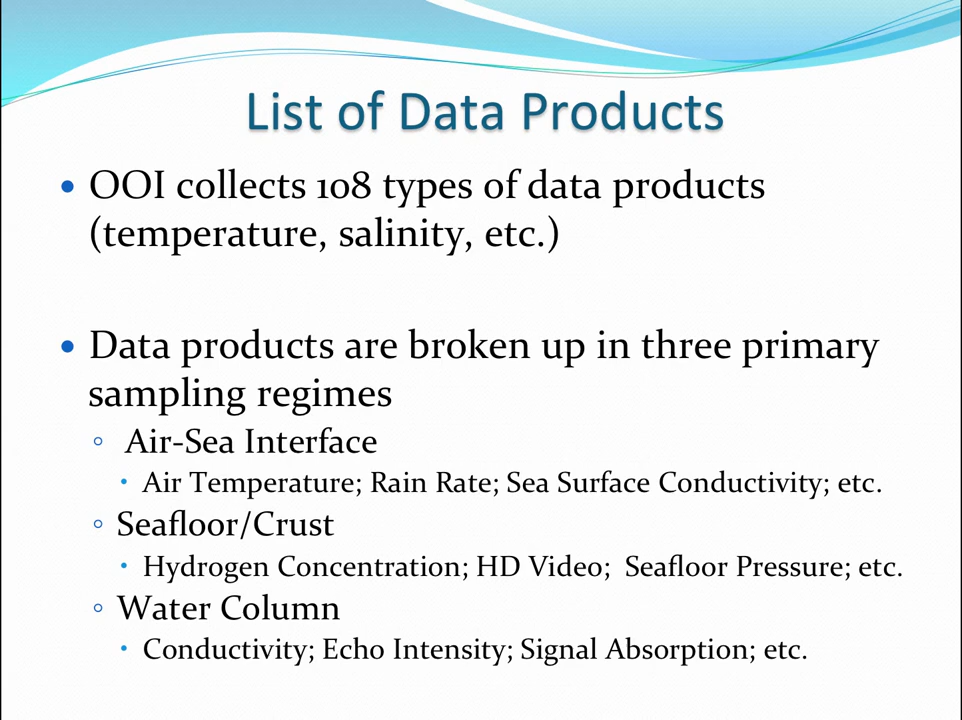 List of Data Products
• OOI collects 108 types of data products
(temperature, salinity, etc.)
• Data products are broken up in three primary
sampling regimes
◦ Air-Sea Interface
• Air Temperature; Rain Rate; Sea Surface Conductivity; etc.
◦ Seafloor/Crust
• Hydrogen Concentration; HD Video; Seafloor Pressure; etc.
◦ Water Column
• Conductivity; Echo Intensity; Signal Absorption; etc.